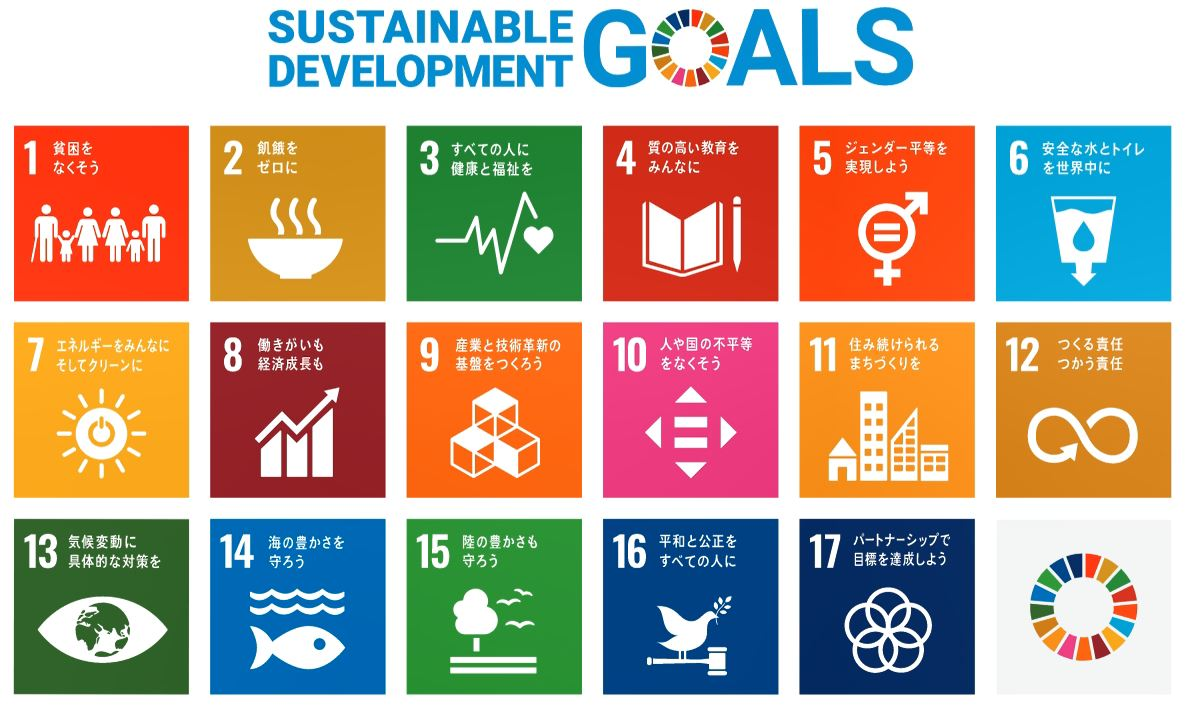 SUSTAINABLE
DEVELOPMENT
GOALS
1 貧困を
なくそう
2 飢餓を
ゼロに
3 すべての人に
健康と福祉を
4 質の高い教育を
みんなに
5 ジェンダー平等を
実現しよう
6 安全な水とトイレ
を世界中に
7 エネルギーをみんなに
そしてクリーンに
8 働きがいも
経済成長も
9 産業と技術革新の
基盤をつくろう
10 人や国の不平等
をなくそう
11 住み続けられる
まちづくりを
12 つくる責任
つかう責任
13 気候変動に
具体的な対策を
14 海の豊かさを
守ろう
15 陸の豊かさも
守ろう
16 平和と公正を
すべての人に
17 パートナーシップで
目標を達成しよう